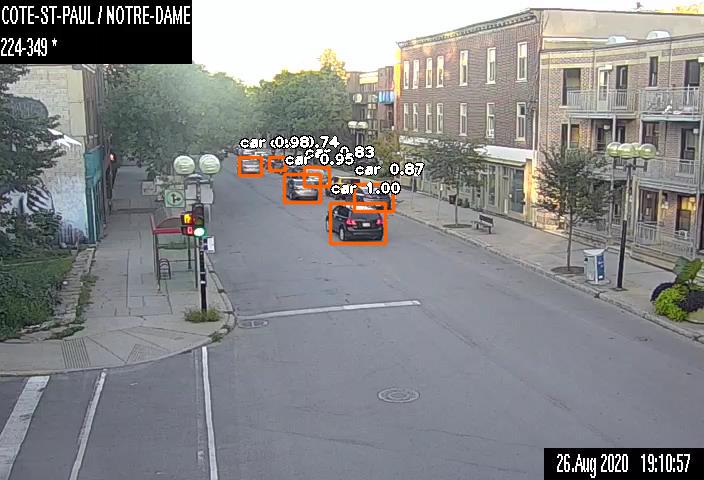 COTE-ST-PAUL / NOTRE-DAME
224-349 *
car 0.98
0.74
0.83
car 0.95
car 0.87
car 1.00
26.Aug 2020 19:10:57